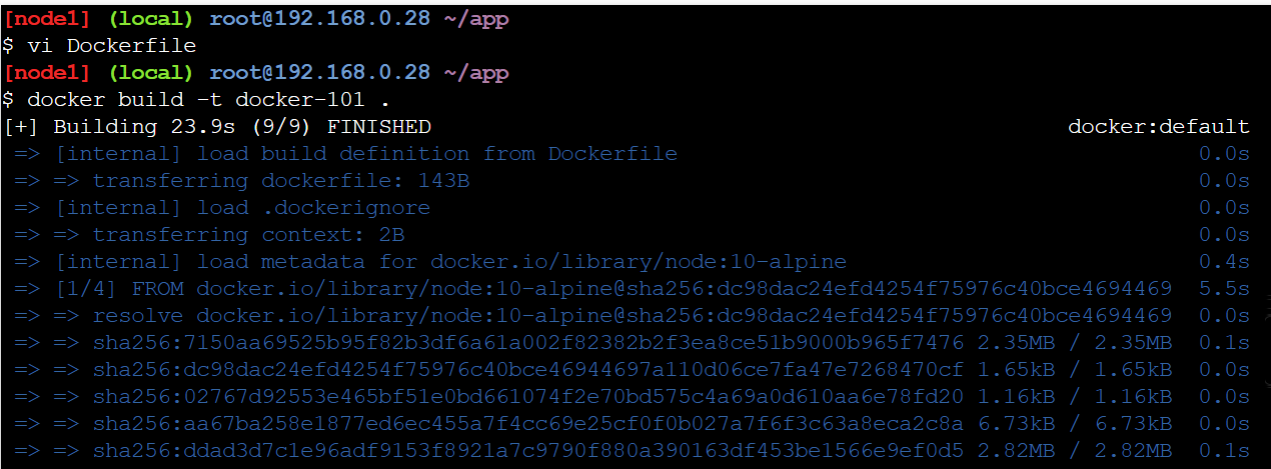 [node1] (local) root@192.168.0.28 ~/app
$ vi Dockerfile
[node1] (local) root@192.168.0.28 ~/app
$ docker build -t docker-101 .
[+] Building 23.9s (9/9) FINISHED docker:default
=> [internal] load build definition from Dockerfile 0.0s
=> => transferring dockerfile: 143B 0.0s
=> [internal] load .dockerignore 0.0s
=> => transferring context: 2B 0.0s
=> [internal] load metadata for docker.io/library/node:10-alpine 0.4s
=> [1/4] FROM docker.io/library/node:10-alpine@sha256:dc98dac24efd4254f75976c40bce4694469 5.5s
=> => resolve docker.io/library/node:10-alpine@sha256:dc98dac24efd4254f75976c40bce4694469 0.0s
=> => sha256:7150aa69525b95f82b3df6a61a002f82382b2f3ea8ce51b9000b965f7476 2.35MB / 2.35MB 0.1s
=> => sha256:dc98dac24efd4254f75976c40bce46944697a110d06ce7fa47e7268470cf 1.65kB / 1.65kB 0.0s
=> => sha256:02767d92553e465bf51e0bd661074f2e70bd575c4a69a0d610aa6e78fd20 1.16kB / 1.16kB 0.0s
=> => sha256:aa67ba258e1877ed6ec455a7f4cc69e25cf0f0b027a7f6f3c63a8eca2c8a 6.73kB / 6.73kB 0.0s
=> => sha256:ddad3d7c1e96adf9153f8921a7c9790f880a390163df453be1566e9ef0d5 2.82MB / 2.82MB 0.1s